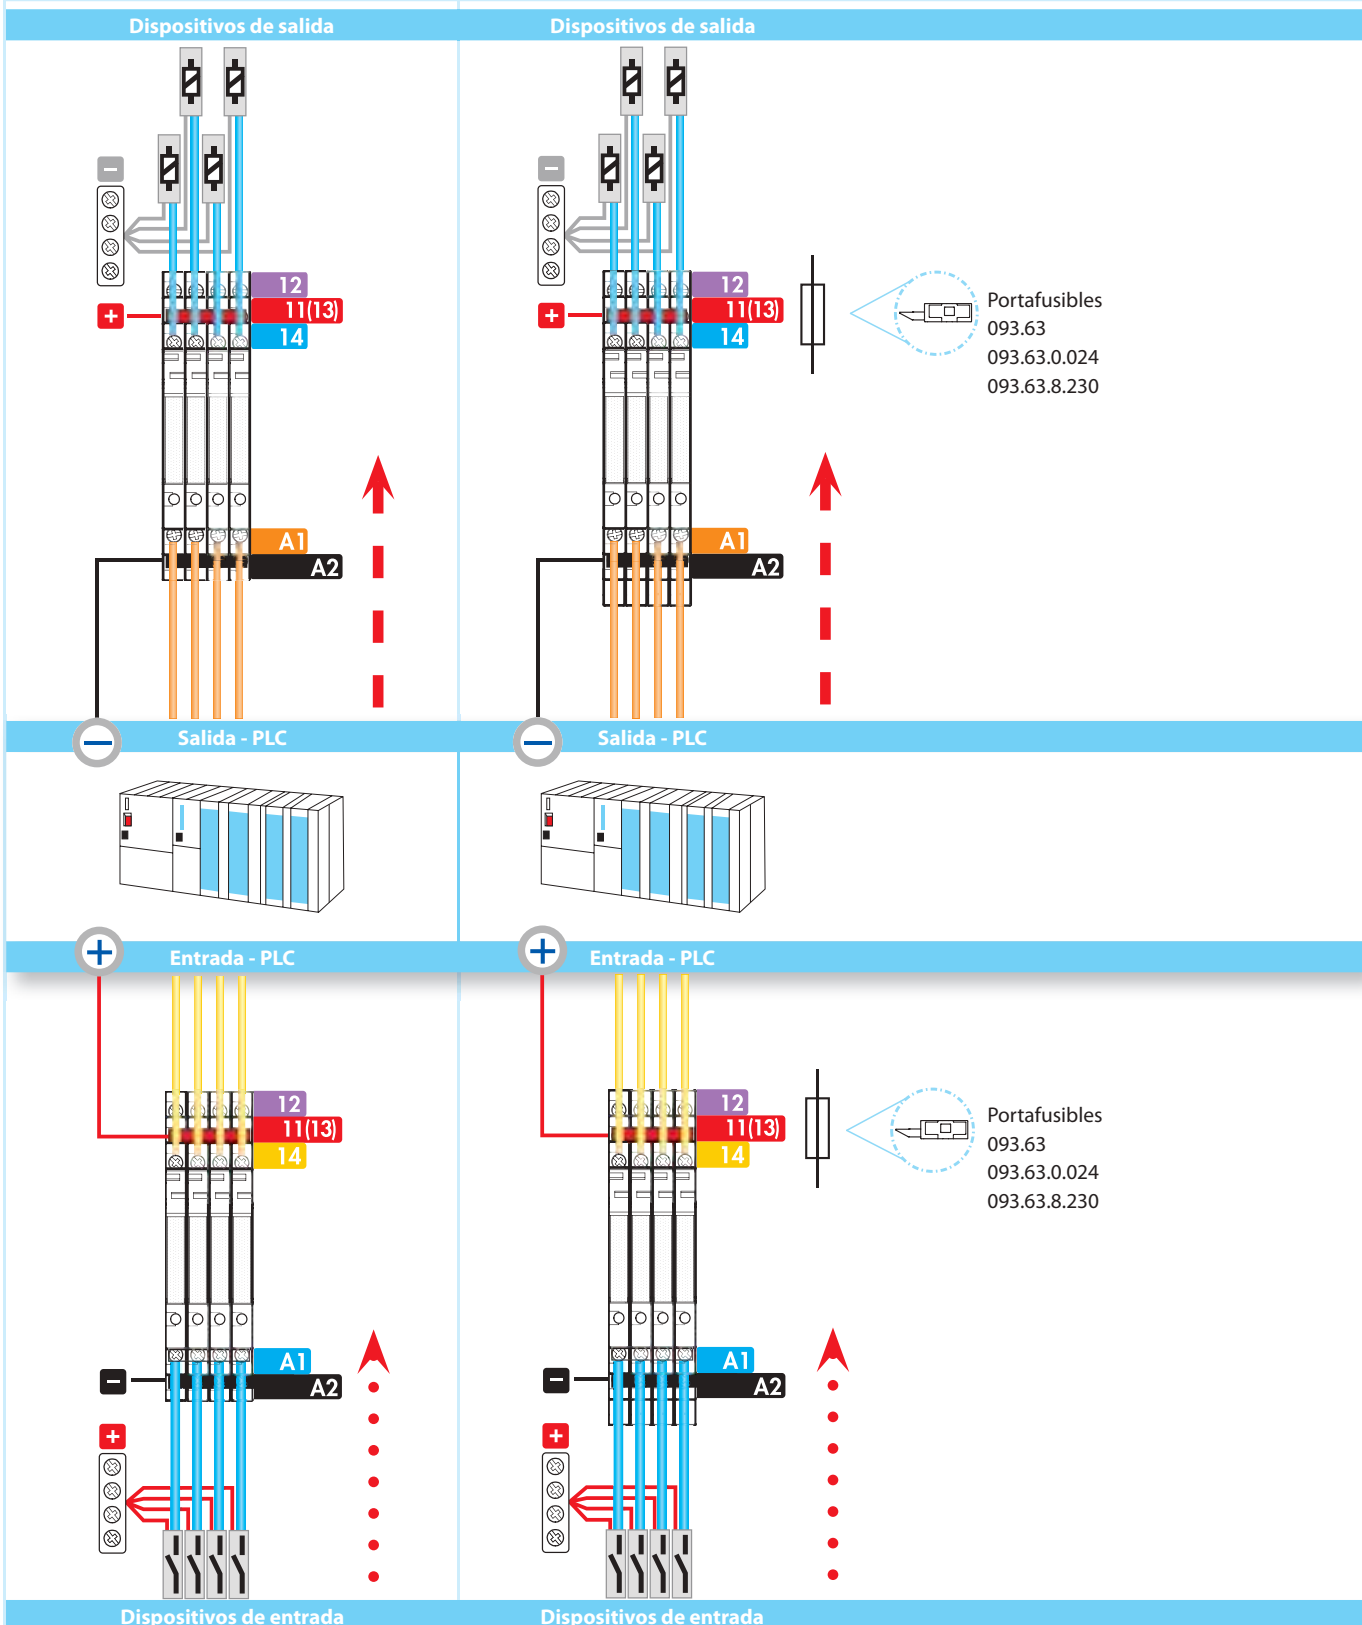 Dispositivos de salida
Dispositivos de salida
−
+
12
11(13)
14
A1
A2
−
+
12
11(13)
14
A1
A2
Portafusibles
093.63
093.63.0.024
093.63.8.230
−
Salida - PLC
−
Salida - PLC
+
Entrada - PLC
+
Entrada - PLC
12
11(13)
14
A1
A2
−
+
12
11(13)
14
A1
A2
−
+
Portafusibles
093.63
093.63.0.024
093.63.8.230
Dispositivos de entrada
Dispositivos de entrada